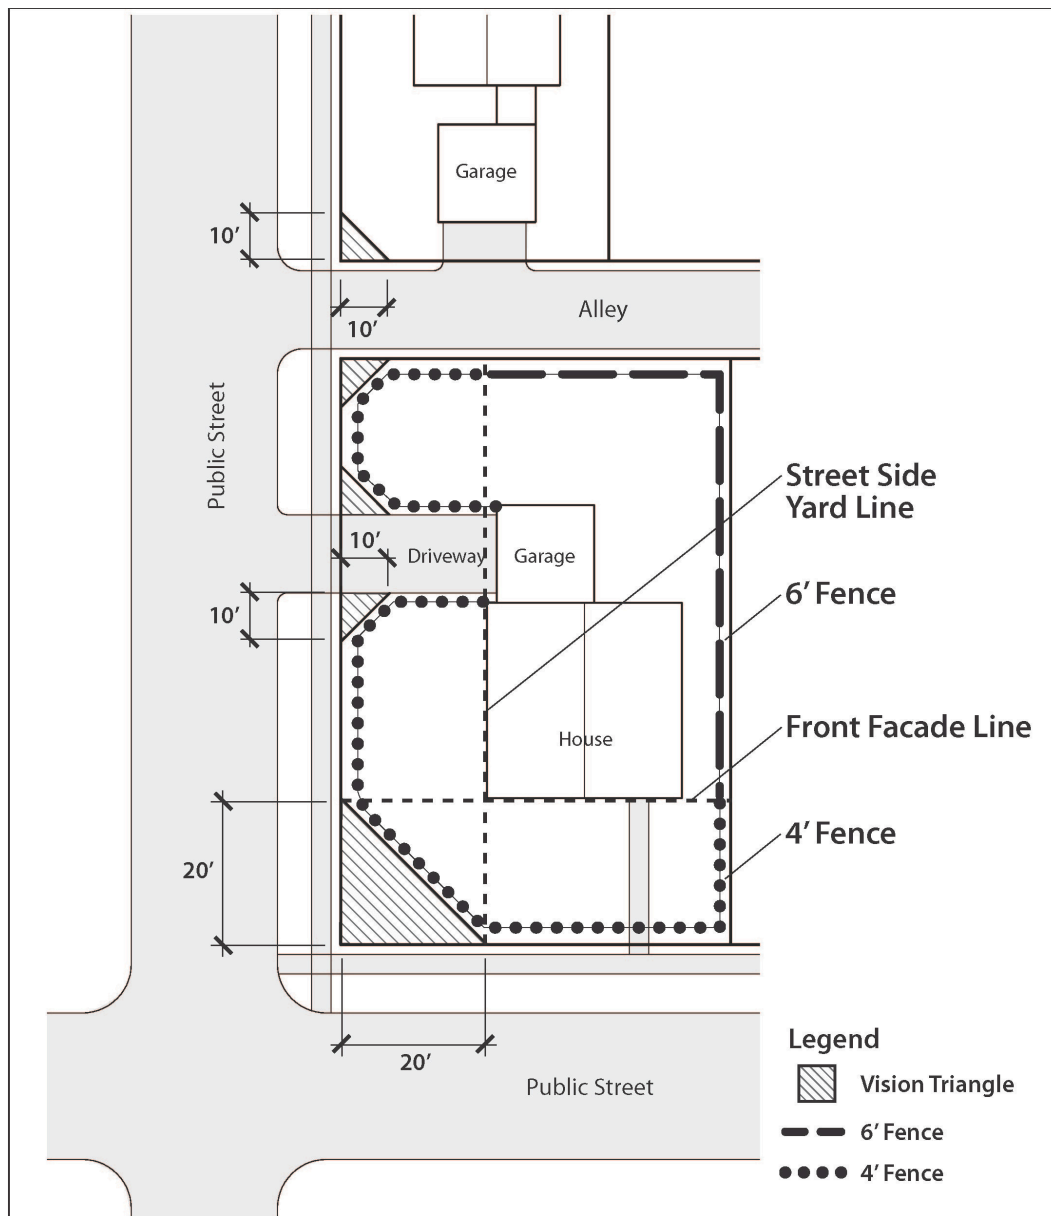 Garage
10’
10’
Alley
Public Street
Street Side
Yard Line
10’
Driveway
Garage
6’ Fence
10’
Front Facade Line
House
4’ Fence
20’
20’
Public Street
Legend
Vision Triangle
6’ Fence
4’ Fence